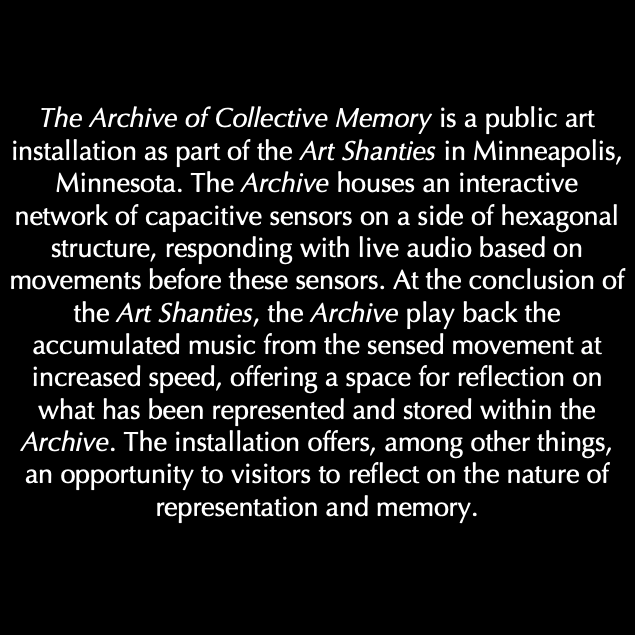 The Archive of Collective Memory is a public art
installation as part of the Art Shanties in Minneapolis,
Minnesota. The Archive houses an interactive
network of capacitive sensors on a side of hexagonal
structure, responding with live audio based on
movements before these sensors. At the conclusion of
the Art Shanties, the Archive play back the
accumulated music from the sensed movement at
increased speed, offering a space for reflection on
what has been represented and stored within the
Archive. The installation offers, among other things,
an opportunity to visitors to reflect on the nature of
representation and memory.